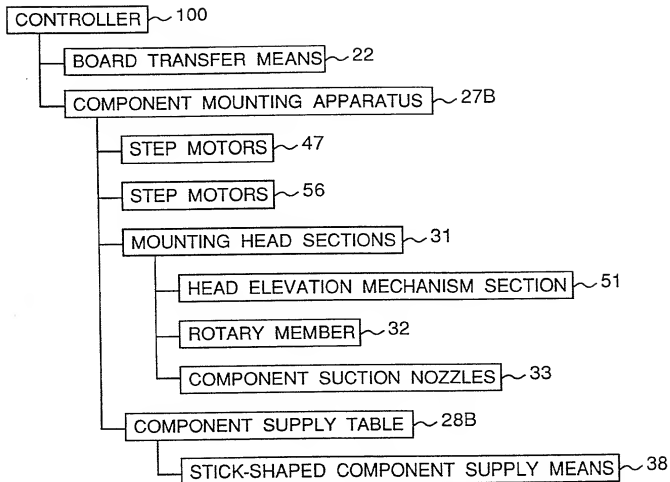 CONTROLLER 100
BOARD TRANSFER MEANS 22
COMPONENT MOUNTING APPARATUS 27B
STEP MOTORS 47
STEP MOTORS 56
MOUNTING HEAD SECTIONS 31
HEAD ELEVATION MECHANISM SECTION 51
ROTARY MEMBER 32
COMPONENT SUCTION NOZZLES 33
COMPONENT SUPPLY TABLE 28B
STICK-SHAPED COMPONENT SUPPLY MEANS 38